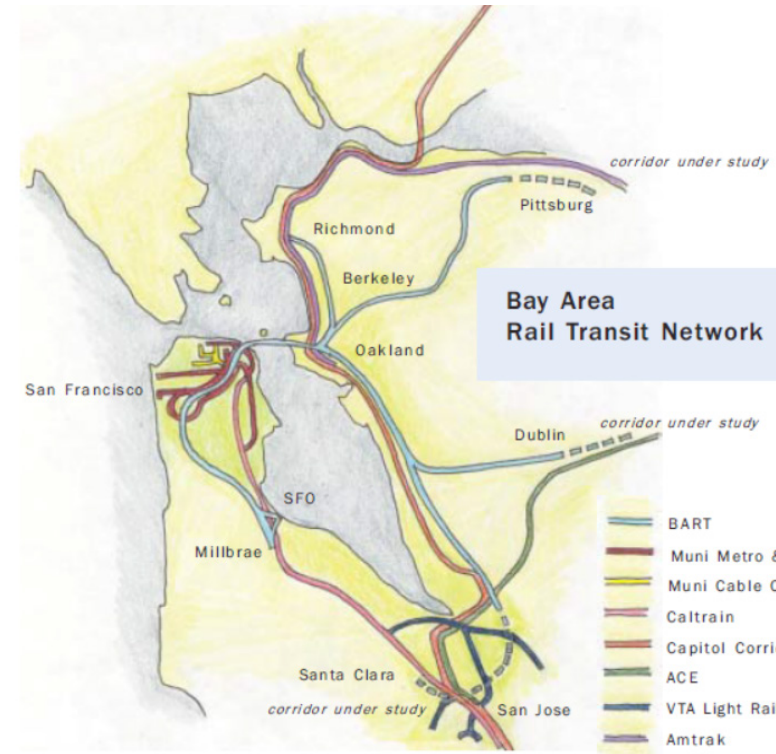 corridor under study
Pittsburg
Richmond
Berkeley
Bay Area
Rail Transit Network
Oakland
San Francisco
corridor under study
Dublin
SFO
Millbrae
BART
Muni Metro &
Muni Cable C
Caltrain
Capitol Corri
ACE
VTA Light Rai
Amtrak
Santa Clara
corridor under study
San Jose